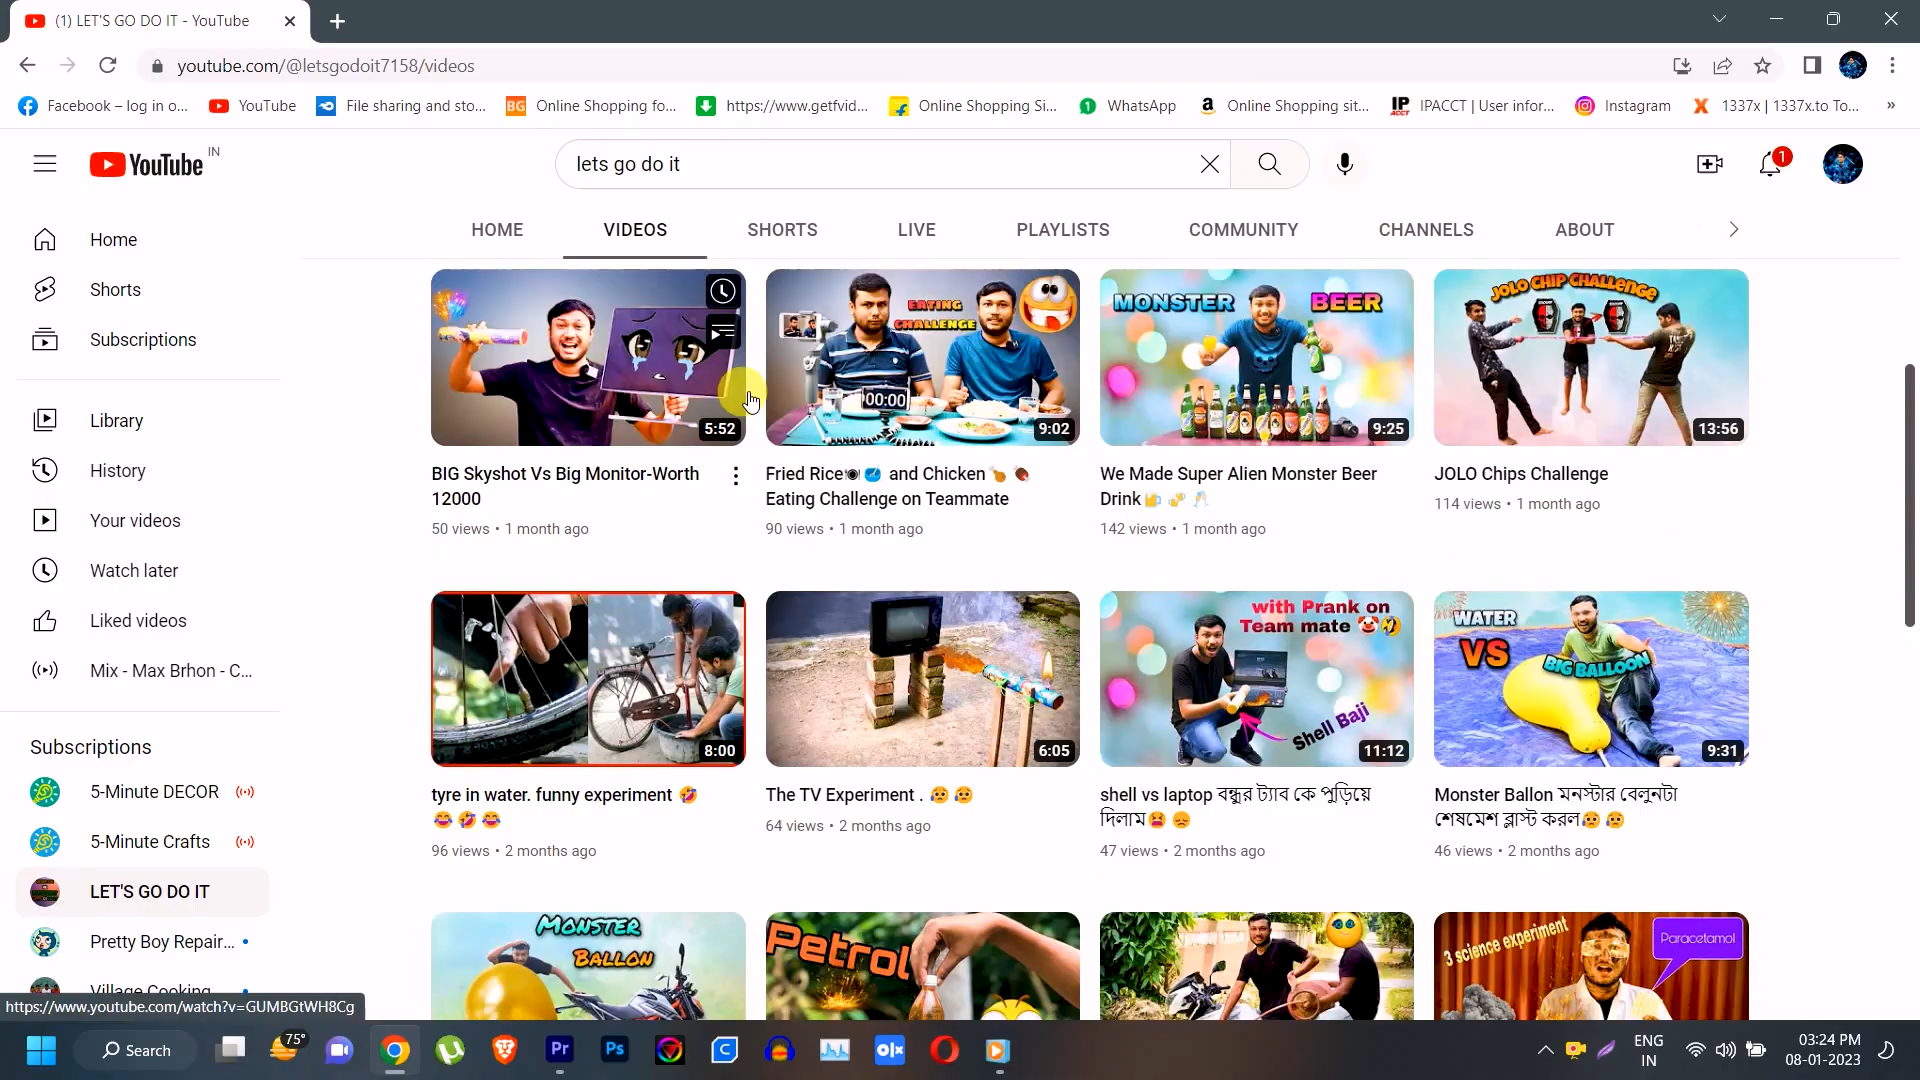 (1) LET'S GO DO IT - YouTube
youtube.com/@letsgodoit7158/videos
Facebook – log in o...
YouTube
File sharing and sto...
BG
Online Shopping fo...
https://www.getfvid...
Online Shopping Si...
1
WhatsApp
a
Online Shopping sit...
IP
ACCT
IPACCT | User infor...
Instagram
X
1337x | 1337x.to To...
»
YouTube
IN
lets go do it
1
HOME
VIDEOS
SHORTS
LIVE
PLAYLISTS
COMMUNITY
CHANNELS
ABOUT
Home
Shorts
Subscriptions
Library
History
Your videos
Watch later
Liked videos
Mix - Max Brhon - C...
Subscriptions
5-Minute DECOR
5-Minute Crafts
LET'S GO DO IT
Pretty Boy Repair...
Village Cooking
https://www.youtube.com/watch?v=GUMBGtWH8Cg
5:52
BIG Skyshot Vs Big Monitor-Worth
12000
50 views • 1 month ago
EATING
CHALLENGE
00:00
9:02
Fried Rice🍽🥣 and Chicken🍗🍖
Eating Challenge on Teammate
90 views • 1 month ago
MONSTER BEER
9:25
We Made Super Alien Monster Beer
Drink🍺🍻🥂
142 views • 1 month ago
JOLO CHIP CHALLENGE
13:56
JOLO Chips Challenge
114 views • 1 month ago
8:00
tyre in water. funny experiment 🤣
😂🤣😂
96 views • 2 months ago
6:05
The TV Experiment . 😥😥
64 views • 2 months ago
with Prank on
Team mate 🤡🤣
Shell Baji
11:12
shell vs laptop বন্ধুর ট্যাব কে পুড়িয়ে
দিলাম😫😞
47 views • 2 months ago
WATER
VS
BIG BALLOON
9:31
Monster Ballon মনস্টার বেলুনটা
শেষমেশ ব্লাস্ট করল😥😥
46 views • 2 months ago
MONSTER
BALLON
Petrol
3 science experiment
Paracetamol
75°
Search
Pr
Ps
C
olx
ENG
IN
03:24 PM
08-01-2023